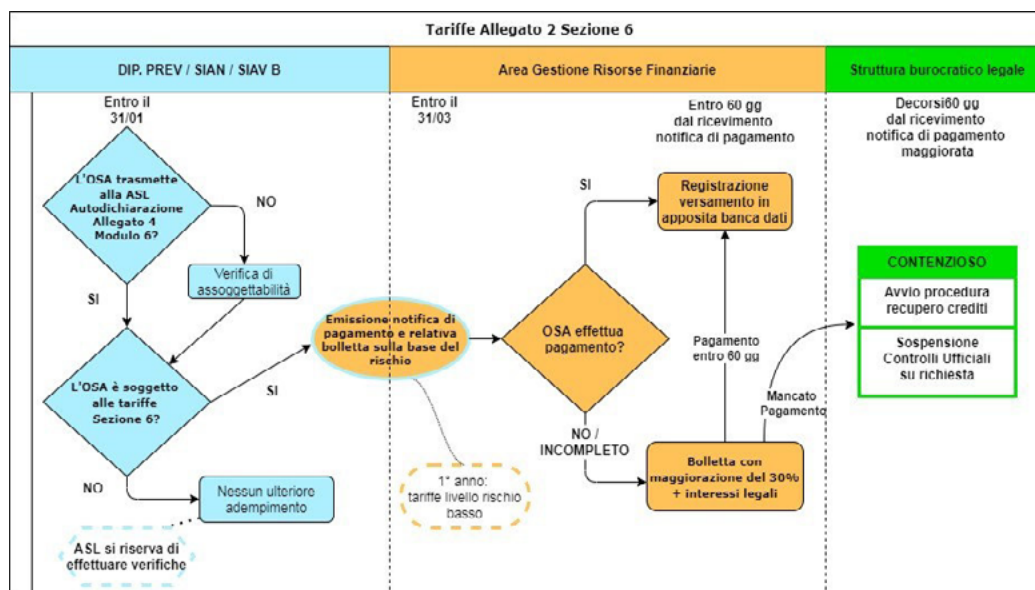 Tariffe Allegato 2 Sezione 6
DIP. PREV / SIAN / SIAV B
Area Gestione Risorse Finanziarie
Struttura burocratico legale
Entro il
31/01
Entro il
31/03
Entro 60 gg
dal ricevimento
notifica di pagamento
Decorsi60 gg
dal ricevimento
notifica di pagamento
maggiorata
L'OSA trasmette
alla ASL
Autodichiarazione
Allegato 4
Modulo 6?
NO
SI
Verifica di
assoggettabilità
L'OSA è soggetto
alle tariffe
Sezione 6?
SI
NO
Nessun ulteriore
adempimento
ASL si riserva di
effettuare verifiche
Emissione notifica di
pagamento e relativa
bolletta sulla base del
rischio
1° anno:
tariffe livello rischio
basso
OSA effettua
pagamento?
SI
Registrazione
versamento in
apposita banca dati
NO /
INCOMPLETO
Pagamento
entro 60 gg
Bolletta con
maggiorazione del 30%
+ interessi legali
Mancato
Pagamento
CONTENZIOSO
Avvio procedura
recupero crediti
Sospensione
Controlli Ufficiali
su richiesta